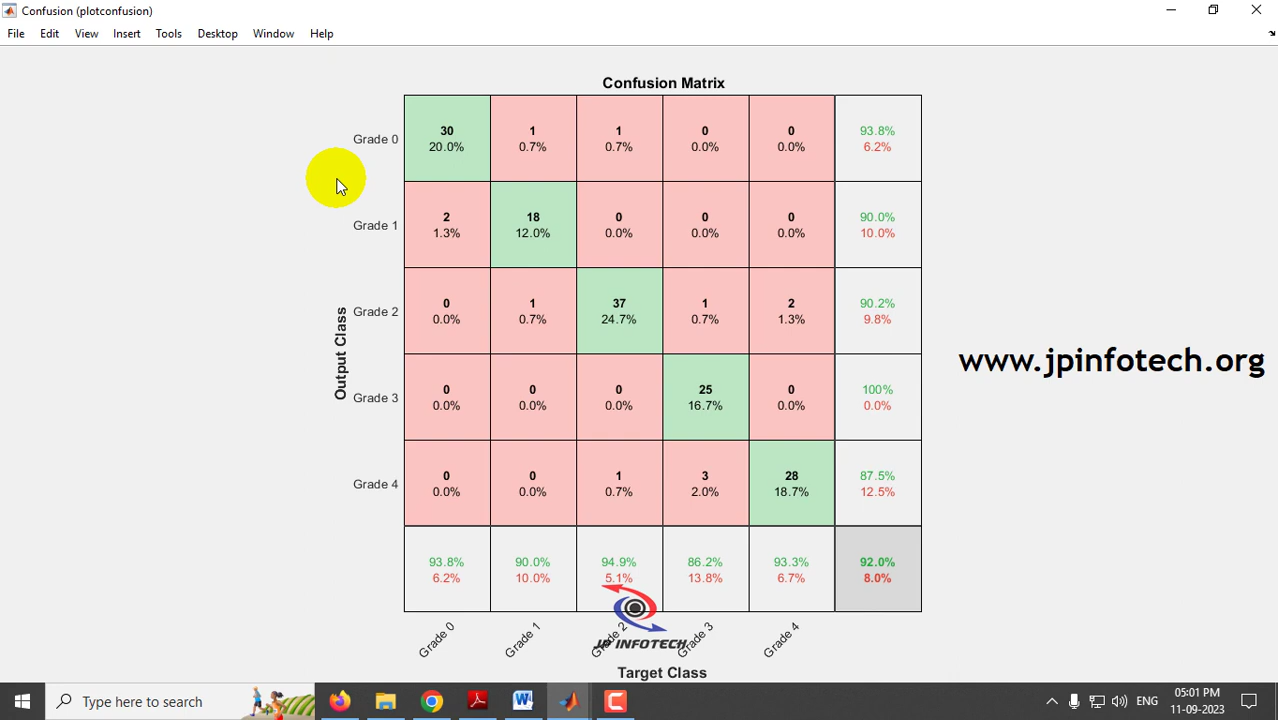 Confusion (plotconfusion)
File Edit View Insert Tools Desktop Window Help
Confusion Matrix
Grade 0 30 1 1 0 0 93.8%
20.0% 0.7% 0.7% 0.0% 0.0% 6.2%
Grade 1 2 18 0 0 0 90.0%
1.3% 12.0% 0.0% 0.0% 0.0% 10.0%
Grade 2 0 1 37 1 2 90.2%
0.0% 0.7% 24.7% 0.7% 1.3% 9.8%
Grade 3 0 0 0 25 0 100%
0.0% 0.0% 0.0% 16.7% 0.0% 0.0%
Grade 4 0 0 1 3 28 87.5%
0.0% 0.0% 0.7% 2.0% 18.7% 12.5%
93.8% 90.0% 94.9% 86.2% 93.3% 92.0%
6.2% 10.0% 5.1% 13.8% 6.7% 8.0%
Output Class
Grade 0 Grade 1 Grade 2 Grade 3 Grade 4
JP INFOTECH
Target Class
www.jpinfotech.org
Type here to search
ENG
05:01 PM
11-09-2023